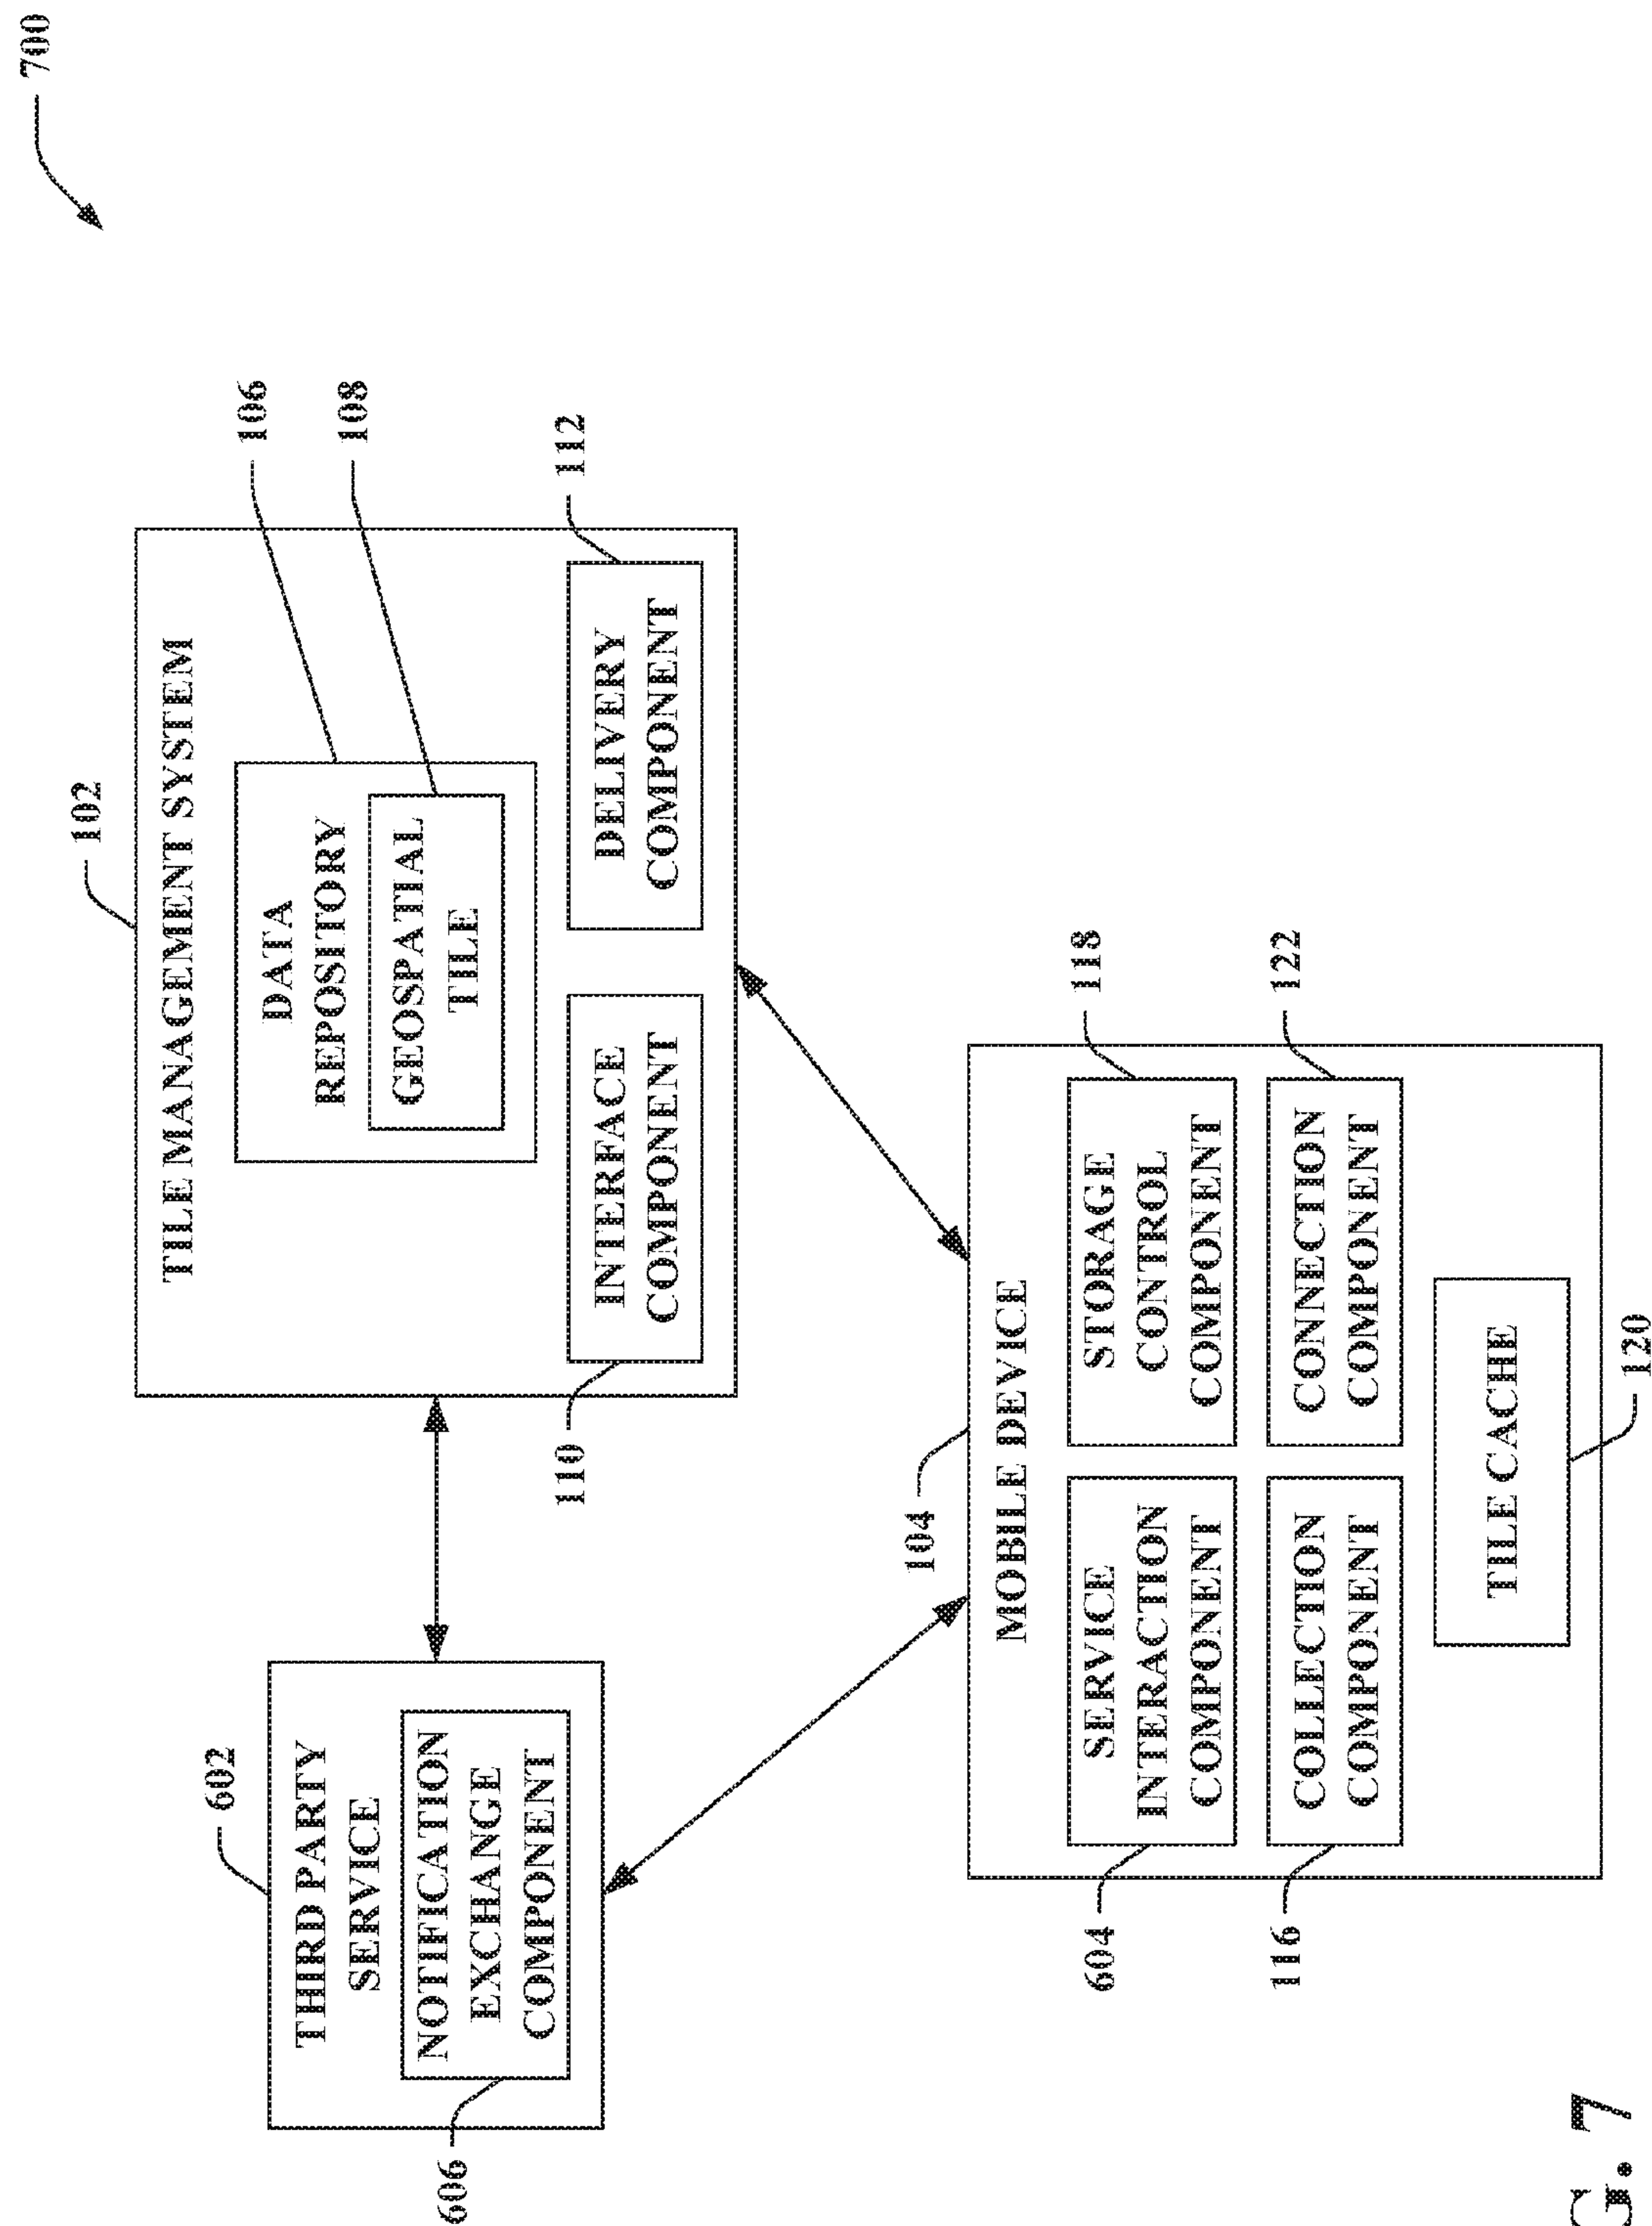 700
102
TILE MANAGEMENT SYSTEM
106
DATA
REPOSITORY
108
GEOSPATIAL
TILE
110
INTERFACE
COMPONENT
112
DELIVERY
COMPONENT
602
THIRD PARTY
SERVICE
606
NOTIFICATION
EXCHANGE
COMPONENT
104
MOBILE DEVICE
604
SERVICE
INTERACTION
COMPONENT
118
STORAGE
CONTROL
COMPONENT
116
COLLECTION
COMPONENT
122
CONNECTION
COMPONENT
TILE CACHE
120
G. 7